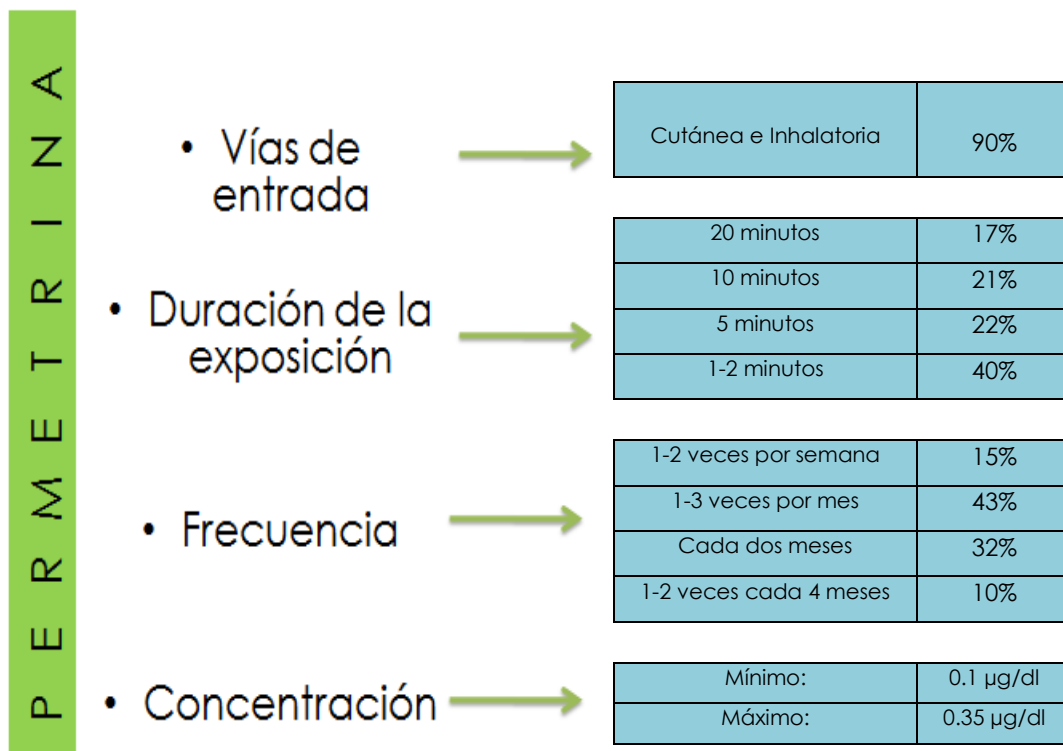 PERMETRINA
• Vías de
entrada
Cutánea e Inhalatoria 90%
• Duración de la
exposición
20 minutos 17%
10 minutos 21%
5 minutos 22%
1-2 minutos 40%
• Frecuencia
1-2 veces por semana 15%
1-3 veces por mes 43%
Cada dos meses 32%
1-2 veces cada 4 meses 10%
• Concentración
Mínimo: 0.1 µg/dl
Máximo: 0.35 µg/dl